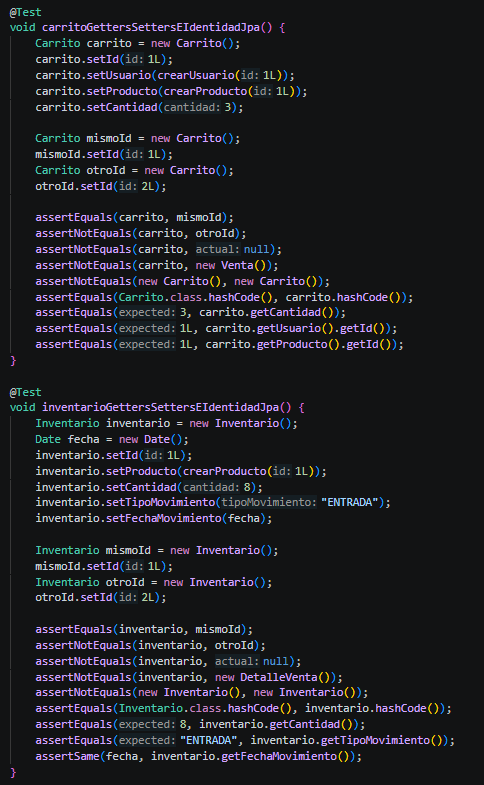 @Test
void carritoGettersSettersEIdentidadJpa() {
    Carrito carrito = new Carrito();
    carrito.setId(id: 1L);
    carrito.setUsuario(crearUsuario(id: 1L));
    carrito.setProducto(crearProducto(id: 1L));
    carrito.setCantidad(cantidad: 3);

    Carrito mismoId = new Carrito();
    mismoId.setId(id: 1L);
    Carrito otroId = new Carrito();
    otroId.setId(id: 2L);

    assertEquals(carrito, mismoId);
    assertNotEquals(carrito, otroId);
    assertNotEquals(carrito, actual: null);
    assertNotEquals(carrito, new Venta());
    assertNotEquals(new Carrito(), new Carrito());
    assertEquals(Carrito.class.hashCode(), carrito.hashCode());
    assertEquals(expected: 3, carrito.getCantidad());
    assertEquals(expected: 1L, carrito.getUsuario().getId());
    assertEquals(expected: 1L, carrito.getProducto().getId());
}

@Test
void inventarioGettersSettersEIdentidadJpa() {
    Inventario inventario = new Inventario();
    Date fecha = new Date();
    inventario.setId(id: 1L);
    inventario.setProducto(crearProducto(id: 1L));
    inventario.setCantidad(cantidad: 8);
    inventario.setTipoMovimiento(tipoMovimiento: "ENTRADA");
    inventario.setFechaMovimiento(fecha);

    Inventario mismoId = new Inventario();
    mismoId.setId(id: 1L);
    Inventario otroId = new Inventario();
    otroId.setId(id: 2L);

    assertEquals(inventario, mismoId);
    assertNotEquals(inventario, otroId);
    assertNotEquals(inventario, actual: null);
    assertNotEquals(inventario, new DetalleVenta());
    assertNotEquals(new Inventario(), new Inventario());
    assertEquals(Inventario.class.hashCode(), inventario.hashCode());
    assertEquals(expected: 8, inventario.getCantidad());
    assertEquals(expected: "ENTRADA", inventario.getTipoMovimiento());
    assertSame(fecha, inventario.getFechaMovimiento());
}